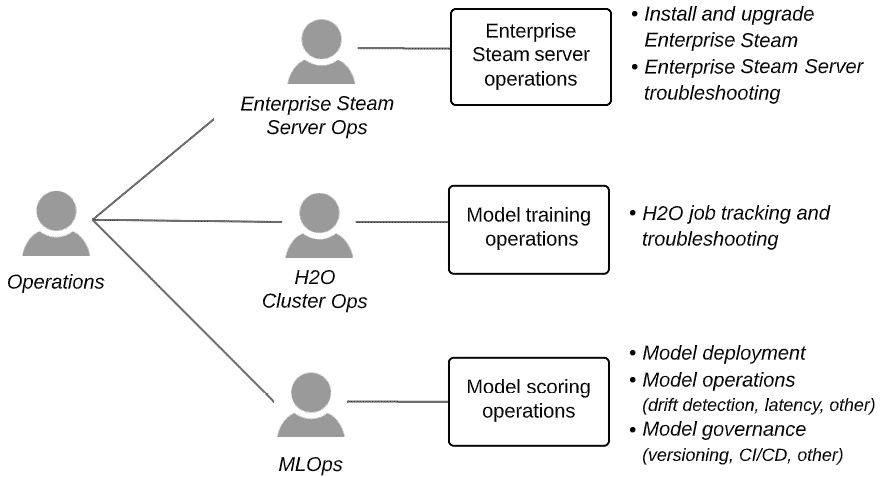 Enterprise
Steam server
operations
• Install and upgrade
Enterprise Steam
• Enterprise Steam Server
troubleshooting
Enterprise Steam
Server Ops
Operations
H2O
Cluster Ops
Model training
operations
• H2O job tracking and
troubleshooting
MLOps
Model scoring
operations
• Model deployment
• Model operations
(drift detection, latency, other)
• Model governance
(versioning, CI/CD, other)